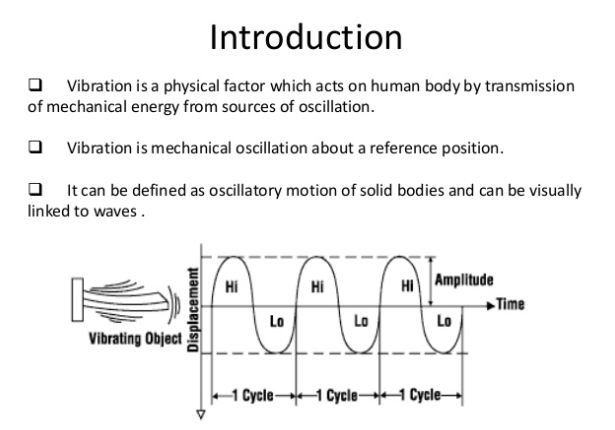 Introduction
❑ Vibration is a physical factor which acts on human body by transmission
of mechanical energy from sources of oscillation.
❑ Vibration is mechanical oscillation about a reference position.
❑ It can be defined as oscillatory motion of solid bodies and can be visually
linked to waves .
Displacement
Hi Hi HI Amplitude
Time
Lo Lo Lo
Vibrating Object
1 Cycle 1 Cycle 1 Cycle